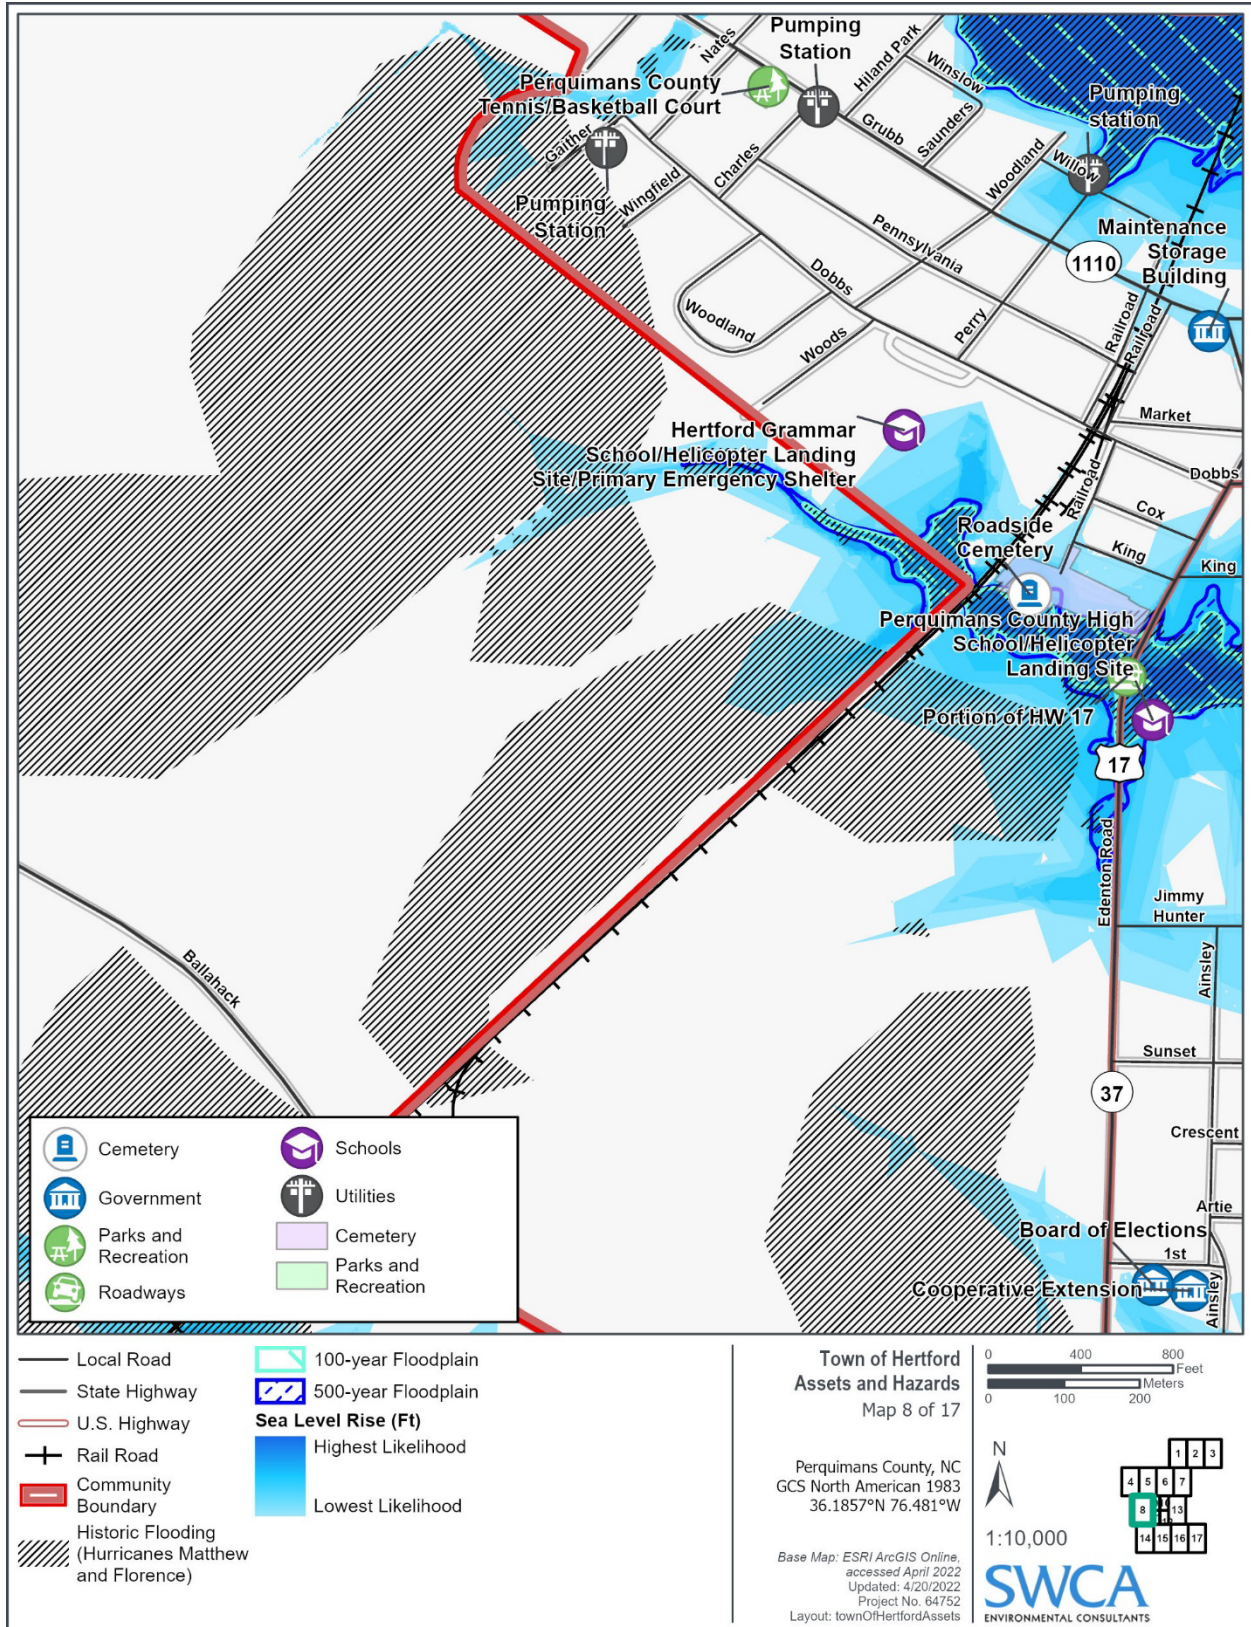 Pumping
Station
Nates
Hiland Park
Winslow
Perquimans County
Tennis/Basketball Court
Pumping
station
Grubb
Saunders
Gaither
Charles
Woodland
Willow
Wingfield
Pumping
Station
Pennsylvania
Maintenance
Storage
Building
1110
Dobbs
Woodland
Woods
Perry
Railroad
Railroad
Market
Hertford Grammar
School/Helicopter Landing
Site/Primary Emergency Shelter
Railroad
Dobbs
Cox
Roadside
Cemetery
King
King
Perquimans County High
School/Helicopter
Landing Site
Portion of HW 17
17
Edenton Road
Jimmy
Hunter
Ainsley
Ballahack
Sunset
37
Crescent
Artie
Board of Elections
1st
Cooperative Extension
Ainsley
Cemetery
Government
Parks and
Recreation
Roadways
Schools
Utilities
Cemetery
Parks and
Recreation
Local Road
State Highway
U.S. Highway
Rail Road
Community
Boundary
Historic Flooding
(Hurricanes Matthew
and Florence)
100-year Floodplain
500-year Floodplain
Sea Level Rise (Ft)
Highest Likelihood
Lowest Likelihood
Town of Hertford
Assets and Hazards
Map 8 of 17
Perquimans County, NC
GCS North American 1983
36.1857°N 76.481°W
Base Map: ESRI ArcGIS Online,
accessed April 2022
Updated: 4/20/2022
Project No. 64752
Layout: townOfHertfordAssets
0 400 800
Feet
Meters
0 100 200
N
1:10,000
1 2 3
4 5 6 7
8 13
14 15 16 17
SWCA
ENVIRONMENTAL CONSULTANTS